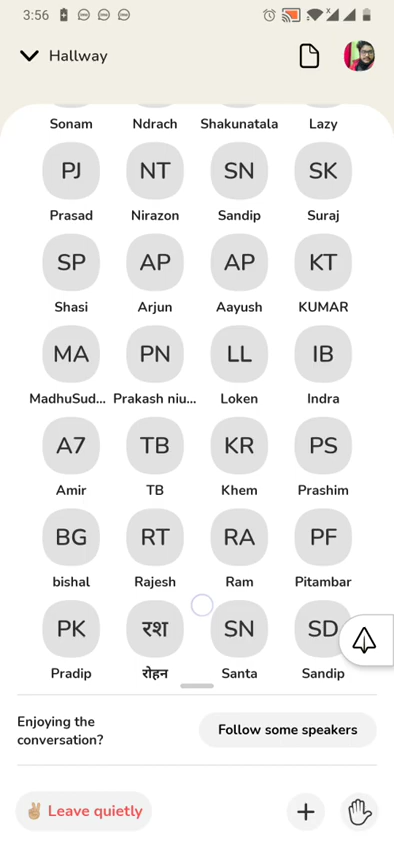 3:56
Hallway
Sonam Ndrach Shakunatala Lazy
PJ NT SN SK
Prasad Nirazon Sandip Suraj
SP AP AP KT
Shasi Arjun Aayush KUMAR
MA PN LL IB
MadhuSud... Prakash niu... Loken Indra
A7 TB KR PS
Amir TB Khem Prashim
BG RT RA PF
bishal Rajesh Ram Pitambar
PK रश SN SD
Pradip रोहन Santa Sandip
Enjoying the
conversation?
Follow some speakers
✌🏽 Leave quietly